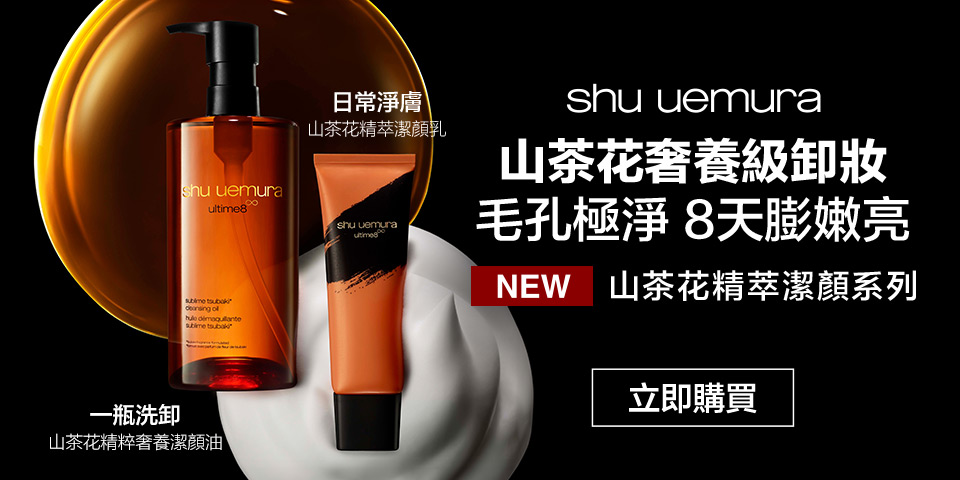 日常淨膚
山茶花精萃潔顏乳
shu uemura
ultime8∞
sublime tsubaki*
cleansing oil
huile démaquillante
sublime tsubaki*
shu uemura
ultime8∞
一瓶洗卸
山茶花精粹奢養潔顏油
shu uemura
山茶花奢養級卸妝
毛孔極淨 8天膨嫩亮
NEW 山茶花精萃潔顏系列
立即購買